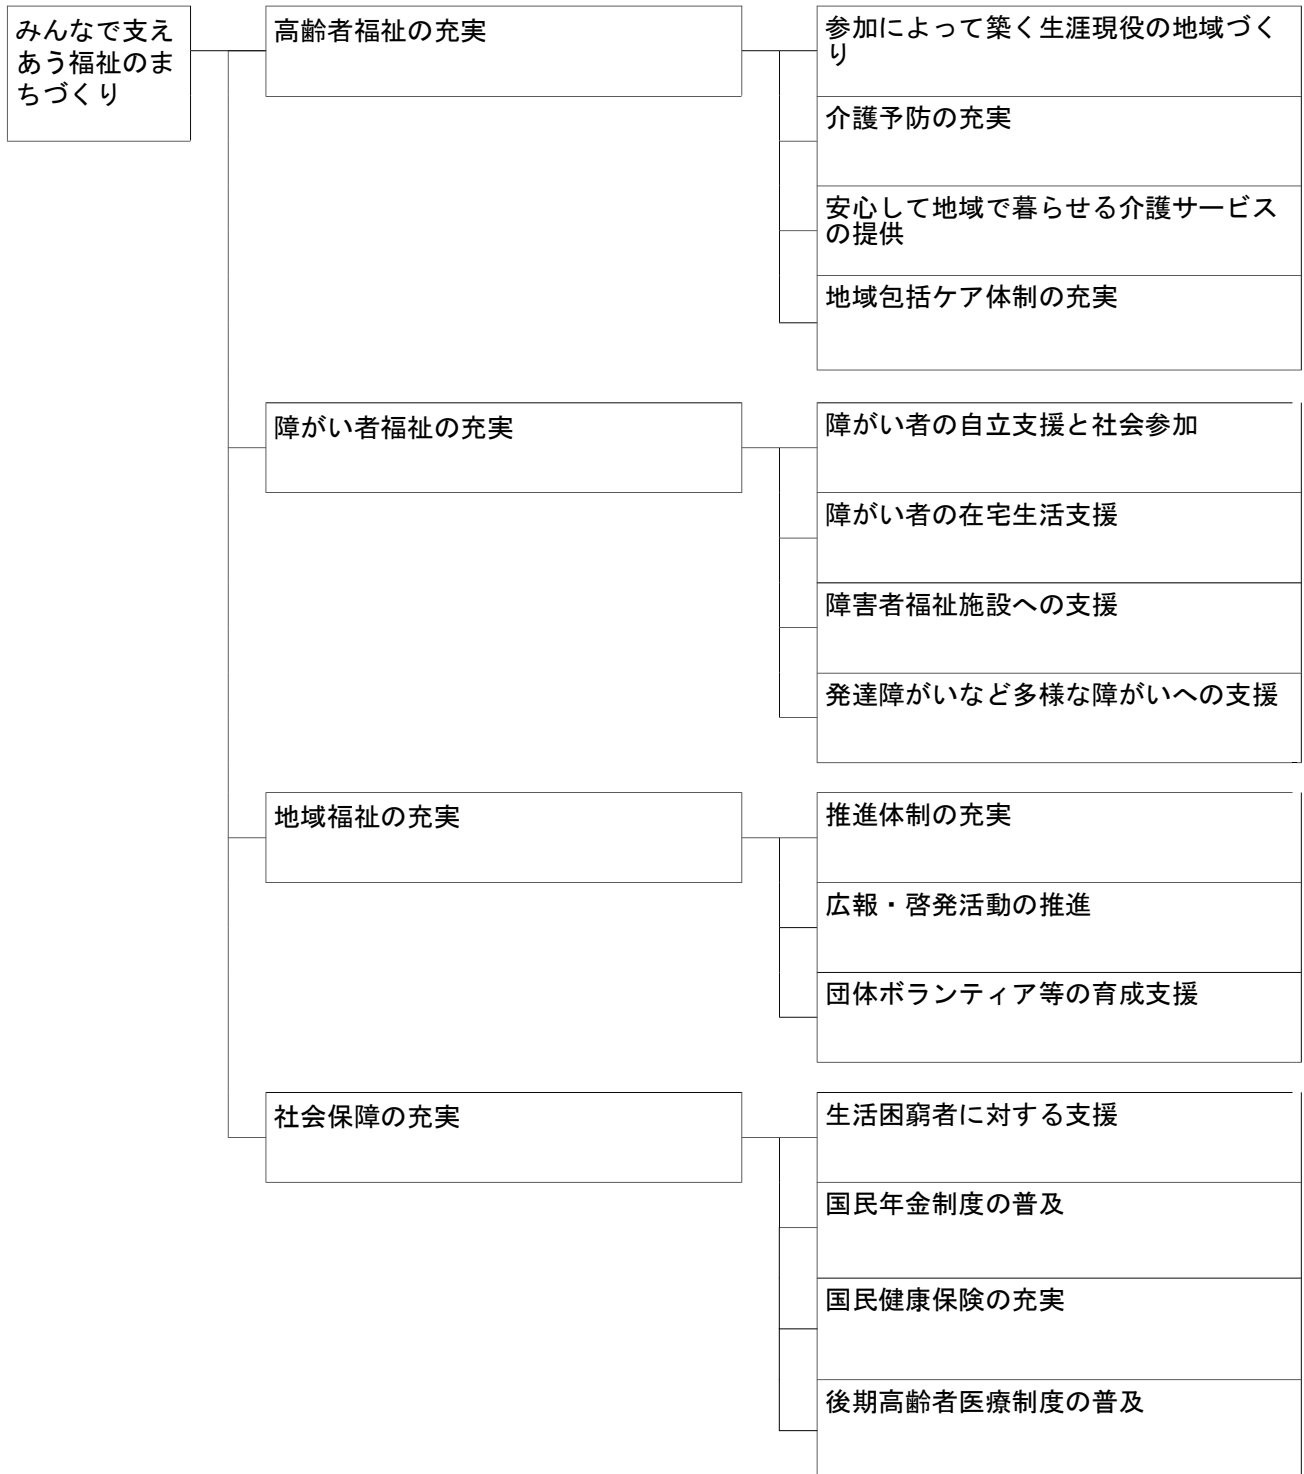 みんなで支え
あう福祉のま
ちづくり
高齢者福祉の充実
参加によって築く生涯現役の地域づく
り
介護予防の充実
安心して地域で暮らせる介護サービス
の提供
地域包括ケア体制の充実
障がい者福祉の充実
障がい者の自立支援と社会参加
障がい者の在宅生活支援
障害者福祉施設への支援
発達障がいなど多様な障がいへの支援
地域福祉の充実
推進体制の充実
広報・啓発活動の推進
団体ボランティア等の育成支援
社会保障の充実
生活困窮者に対する支援
国民年金制度の普及
国民健康保険の充実
後期高齢者医療制度の普及